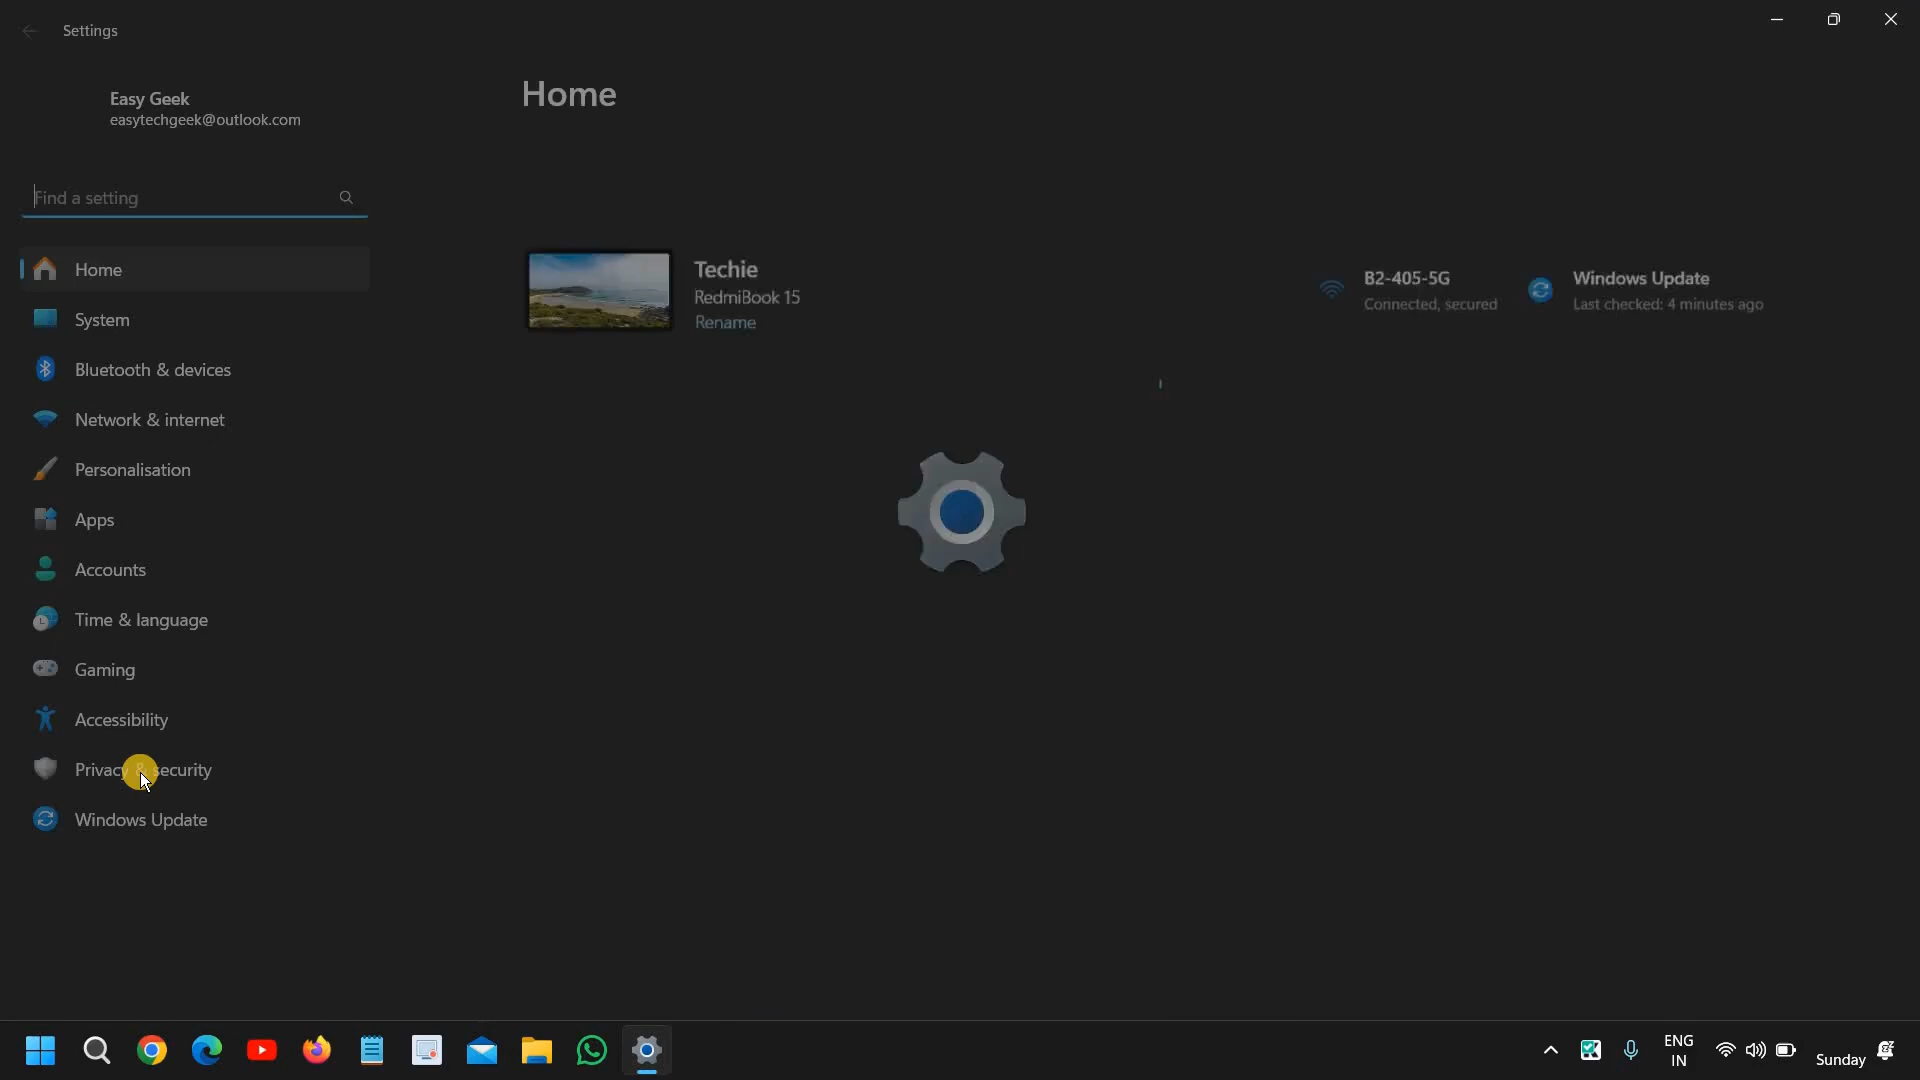 Settings
Easy Geek
easytechgeek@outlook.com
Find a setting
Home
System
Bluetooth & devices
Network & internet
Personalisation
Apps
Accounts
Time & language
Gaming
Accessibility
Privacy & security
Windows Update
Home
Techie
RedmiBook 15
Rename
B2-405-5G
Connected, secured
Windows Update
Last checked: 4 minutes ago
ENG
IN
Sunday